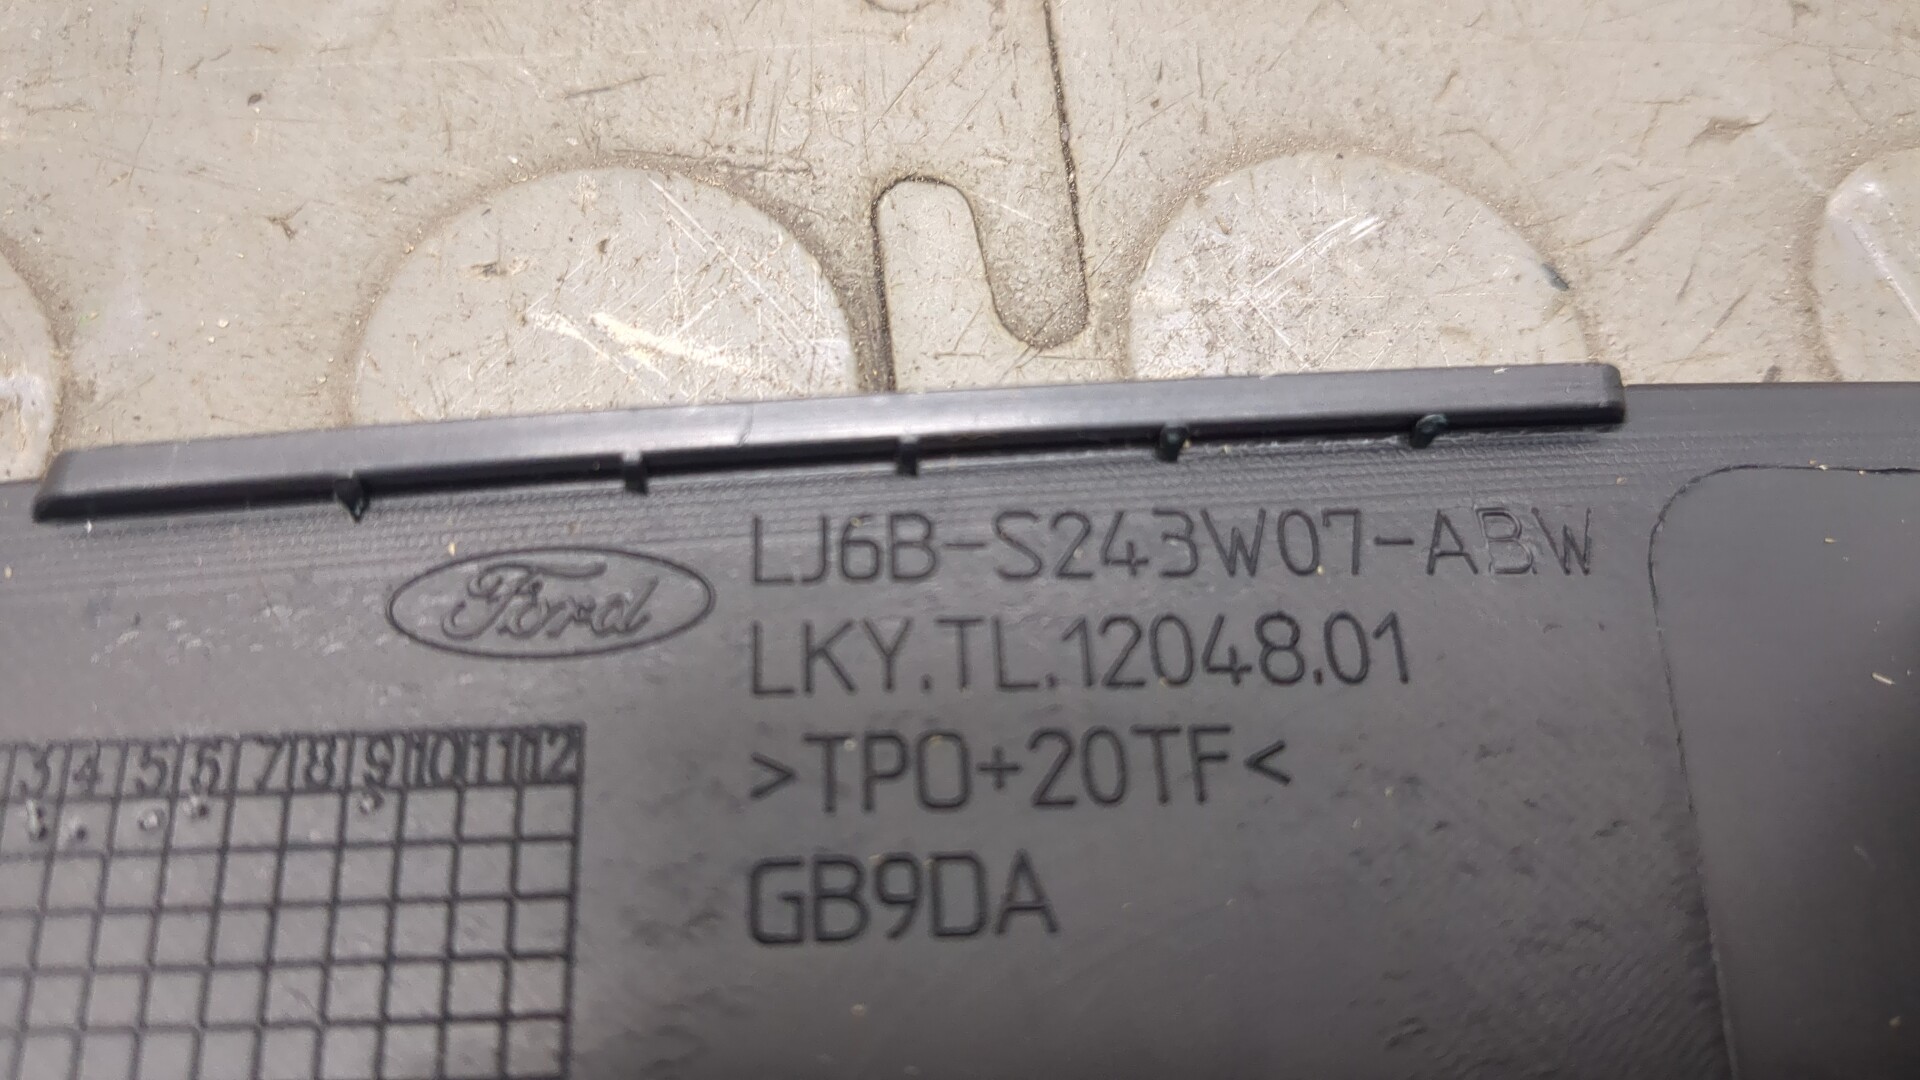 Ford
LJ6B-S243W07-ABW
LKY.TL.12048.01
>TPO+20TF<
GB9DA
3 4 5 6 7 8 9 10 11 12